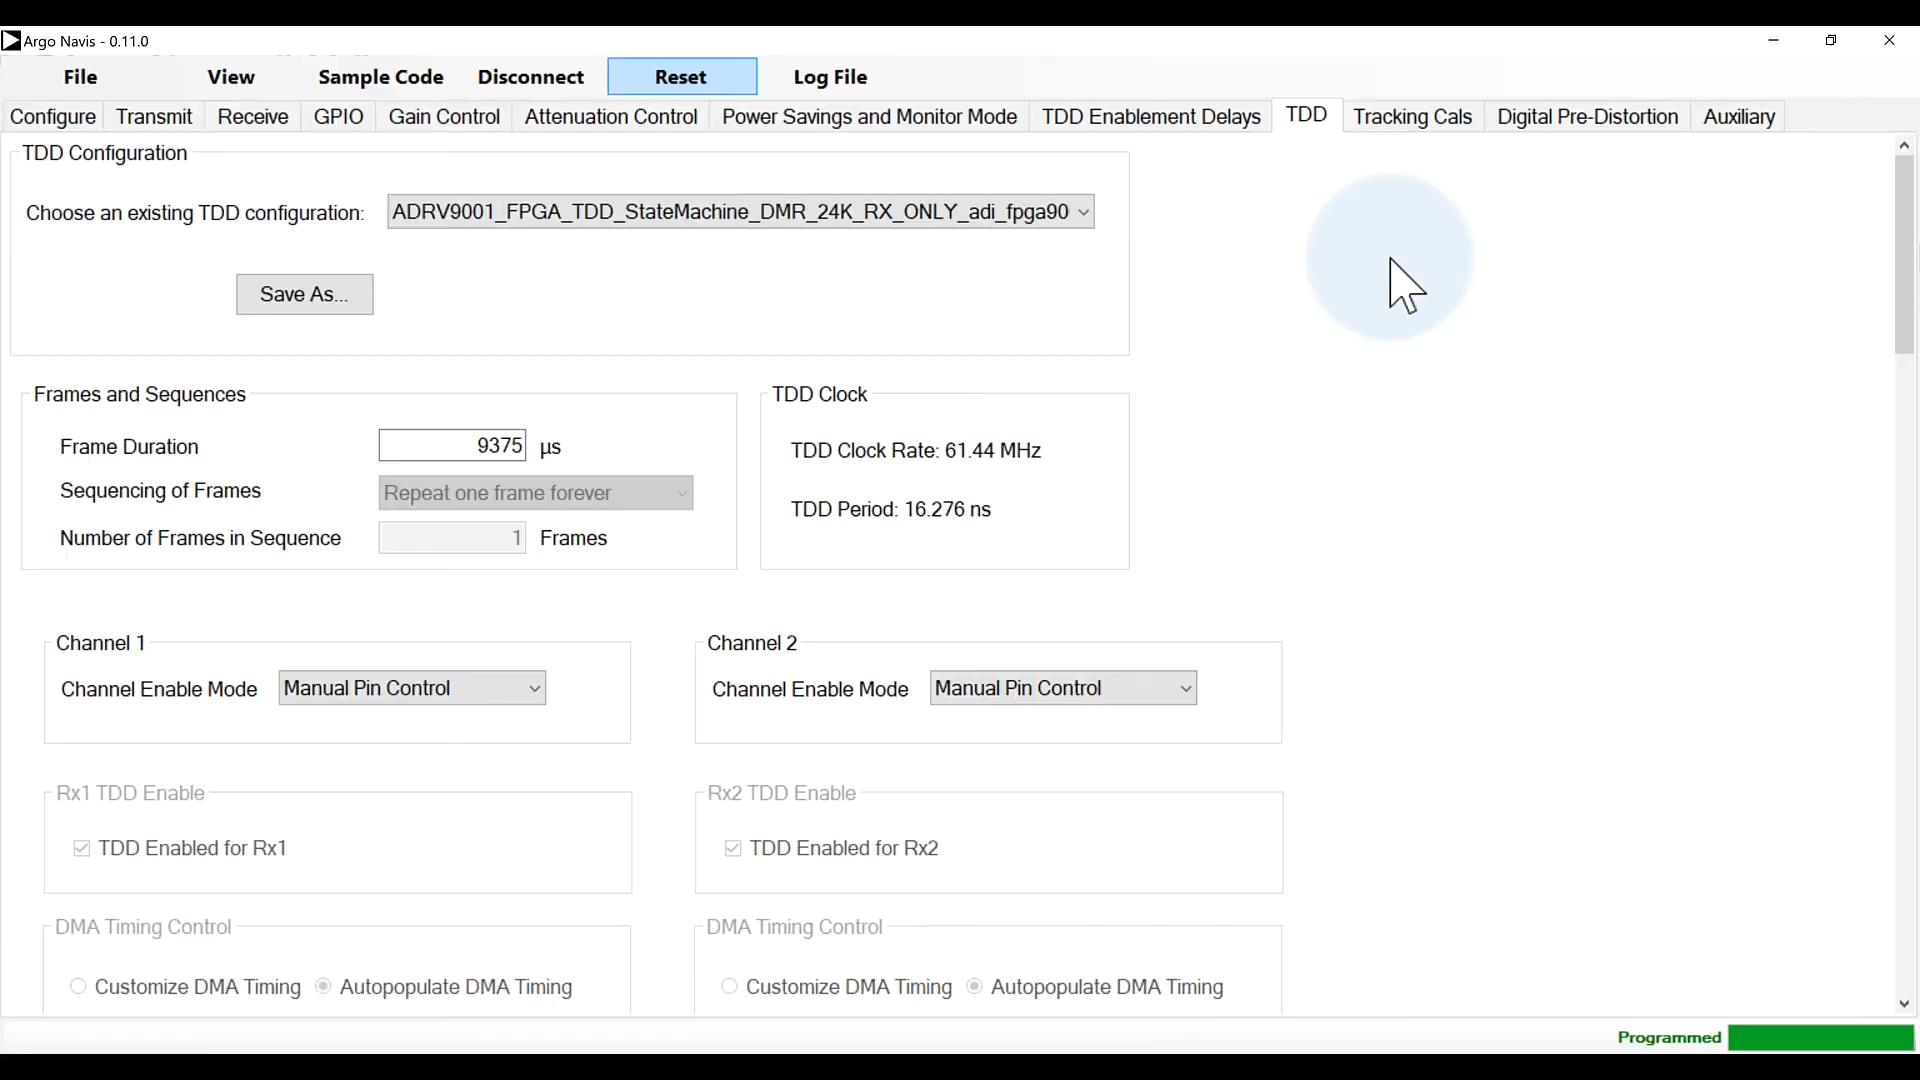 Argo Navis - 0.11.0
File View Sample Code Disconnect Reset Log File
Configure Transmit Receive GPIO Gain Control Attenuation Control Power Savings and Monitor Mode TDD Enablement Delays TDD Tracking Cals Digital Pre-Distortion Auxiliary
TDD Configuration
Choose an existing TDD configuration: ADRV9001_FPGA_TDD_StateMachine_DMR_24K_RX_ONLY_adi_fpga90
Save As...
Frames and Sequences
Frame Duration 9375 µs
Sequencing of Frames Repeat one frame forever
Number of Frames in Sequence 1 Frames
TDD Clock
TDD Clock Rate: 61.44 MHz
TDD Period: 16.276 ns
Channel 1
Channel Enable Mode Manual Pin Control
Channel 2
Channel Enable Mode Manual Pin Control
Rx1 TDD Enable
TDD Enabled for Rx1
Rx2 TDD Enable
TDD Enabled for Rx2
DMA Timing Control
Customize DMA Timing Autopopulate DMA Timing
DMA Timing Control
Customize DMA Timing Autopopulate DMA Timing
Programmed